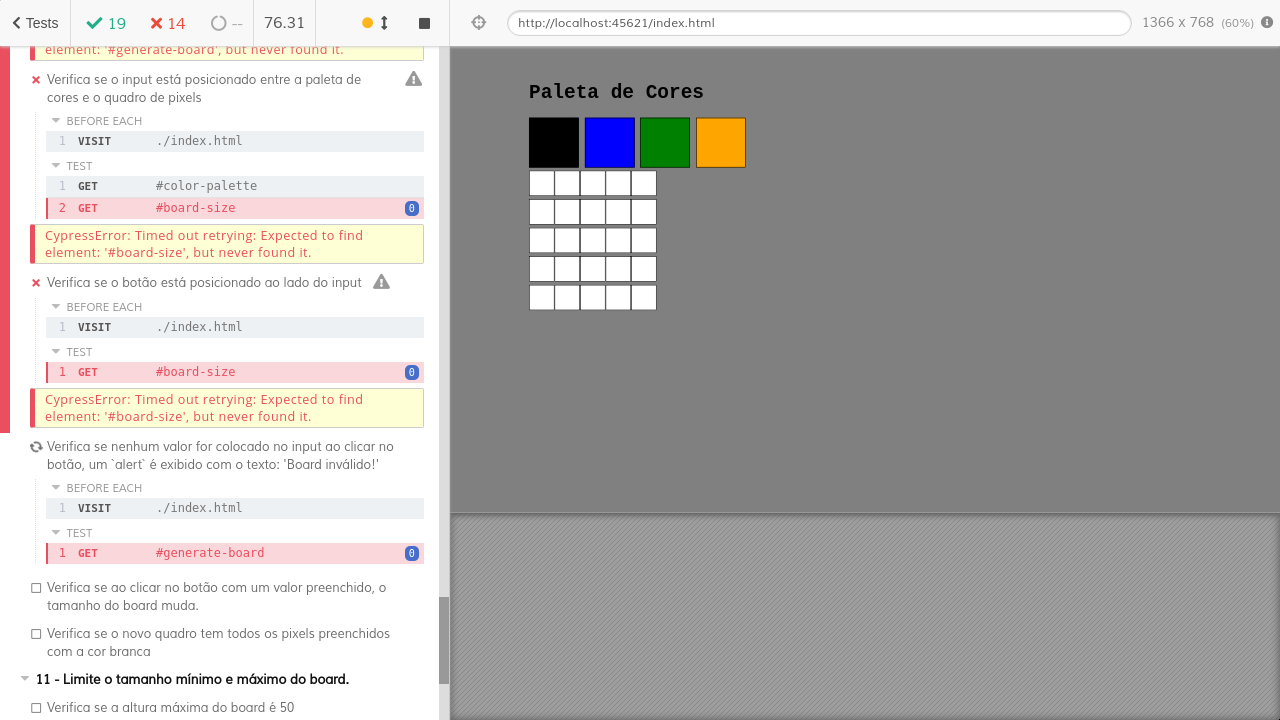 Tests 19 14 -- 76.31 http://localhost:45621/index.html 1366 x 768 (60%)
element: '#generate-board', but never found it.
Verifica se o input está posicionado entre a paleta de
cores e o quadro de pixels
BEFORE EACH
1 VISIT ./index.html
TEST
1 GET #color-palette
2 GET #board-size 0
CypressError: Timed out retrying: Expected to find
element: '#board-size', but never found it.
Verifica se o botão está posicionado ao lado do input
BEFORE EACH
1 VISIT ./index.html
TEST
1 GET #board-size 0
CypressError: Timed out retrying: Expected to find
element: '#board-size', but never found it.
Verifica se nenhum valor for colocado no input ao clicar no
botão, um `alert` é exibido com o texto: 'Board inválido!'
BEFORE EACH
1 VISIT ./index.html
TEST
1 GET #generate-board 0
Verifica se ao clicar no botão com um valor preenchido, o
tamanho do board muda.
Verifica se o novo quadro tem todos os pixels preenchidos
com a cor branca
11 - Limite o tamanho mínimo e máximo do board.
Verifica se a altura máxima do board é 50
Paleta de Cores